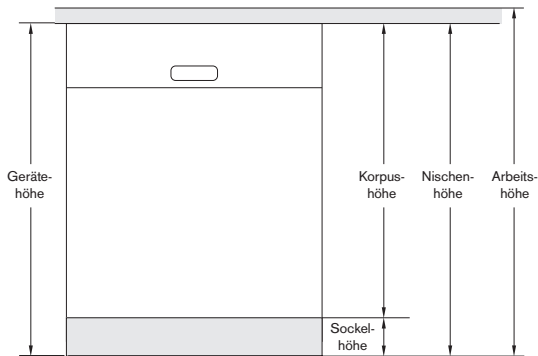 Geräte-
höhe
Korpus-
höhe
Nischen-
höhe
Arbeits-
höhe
Sockel-
höhe